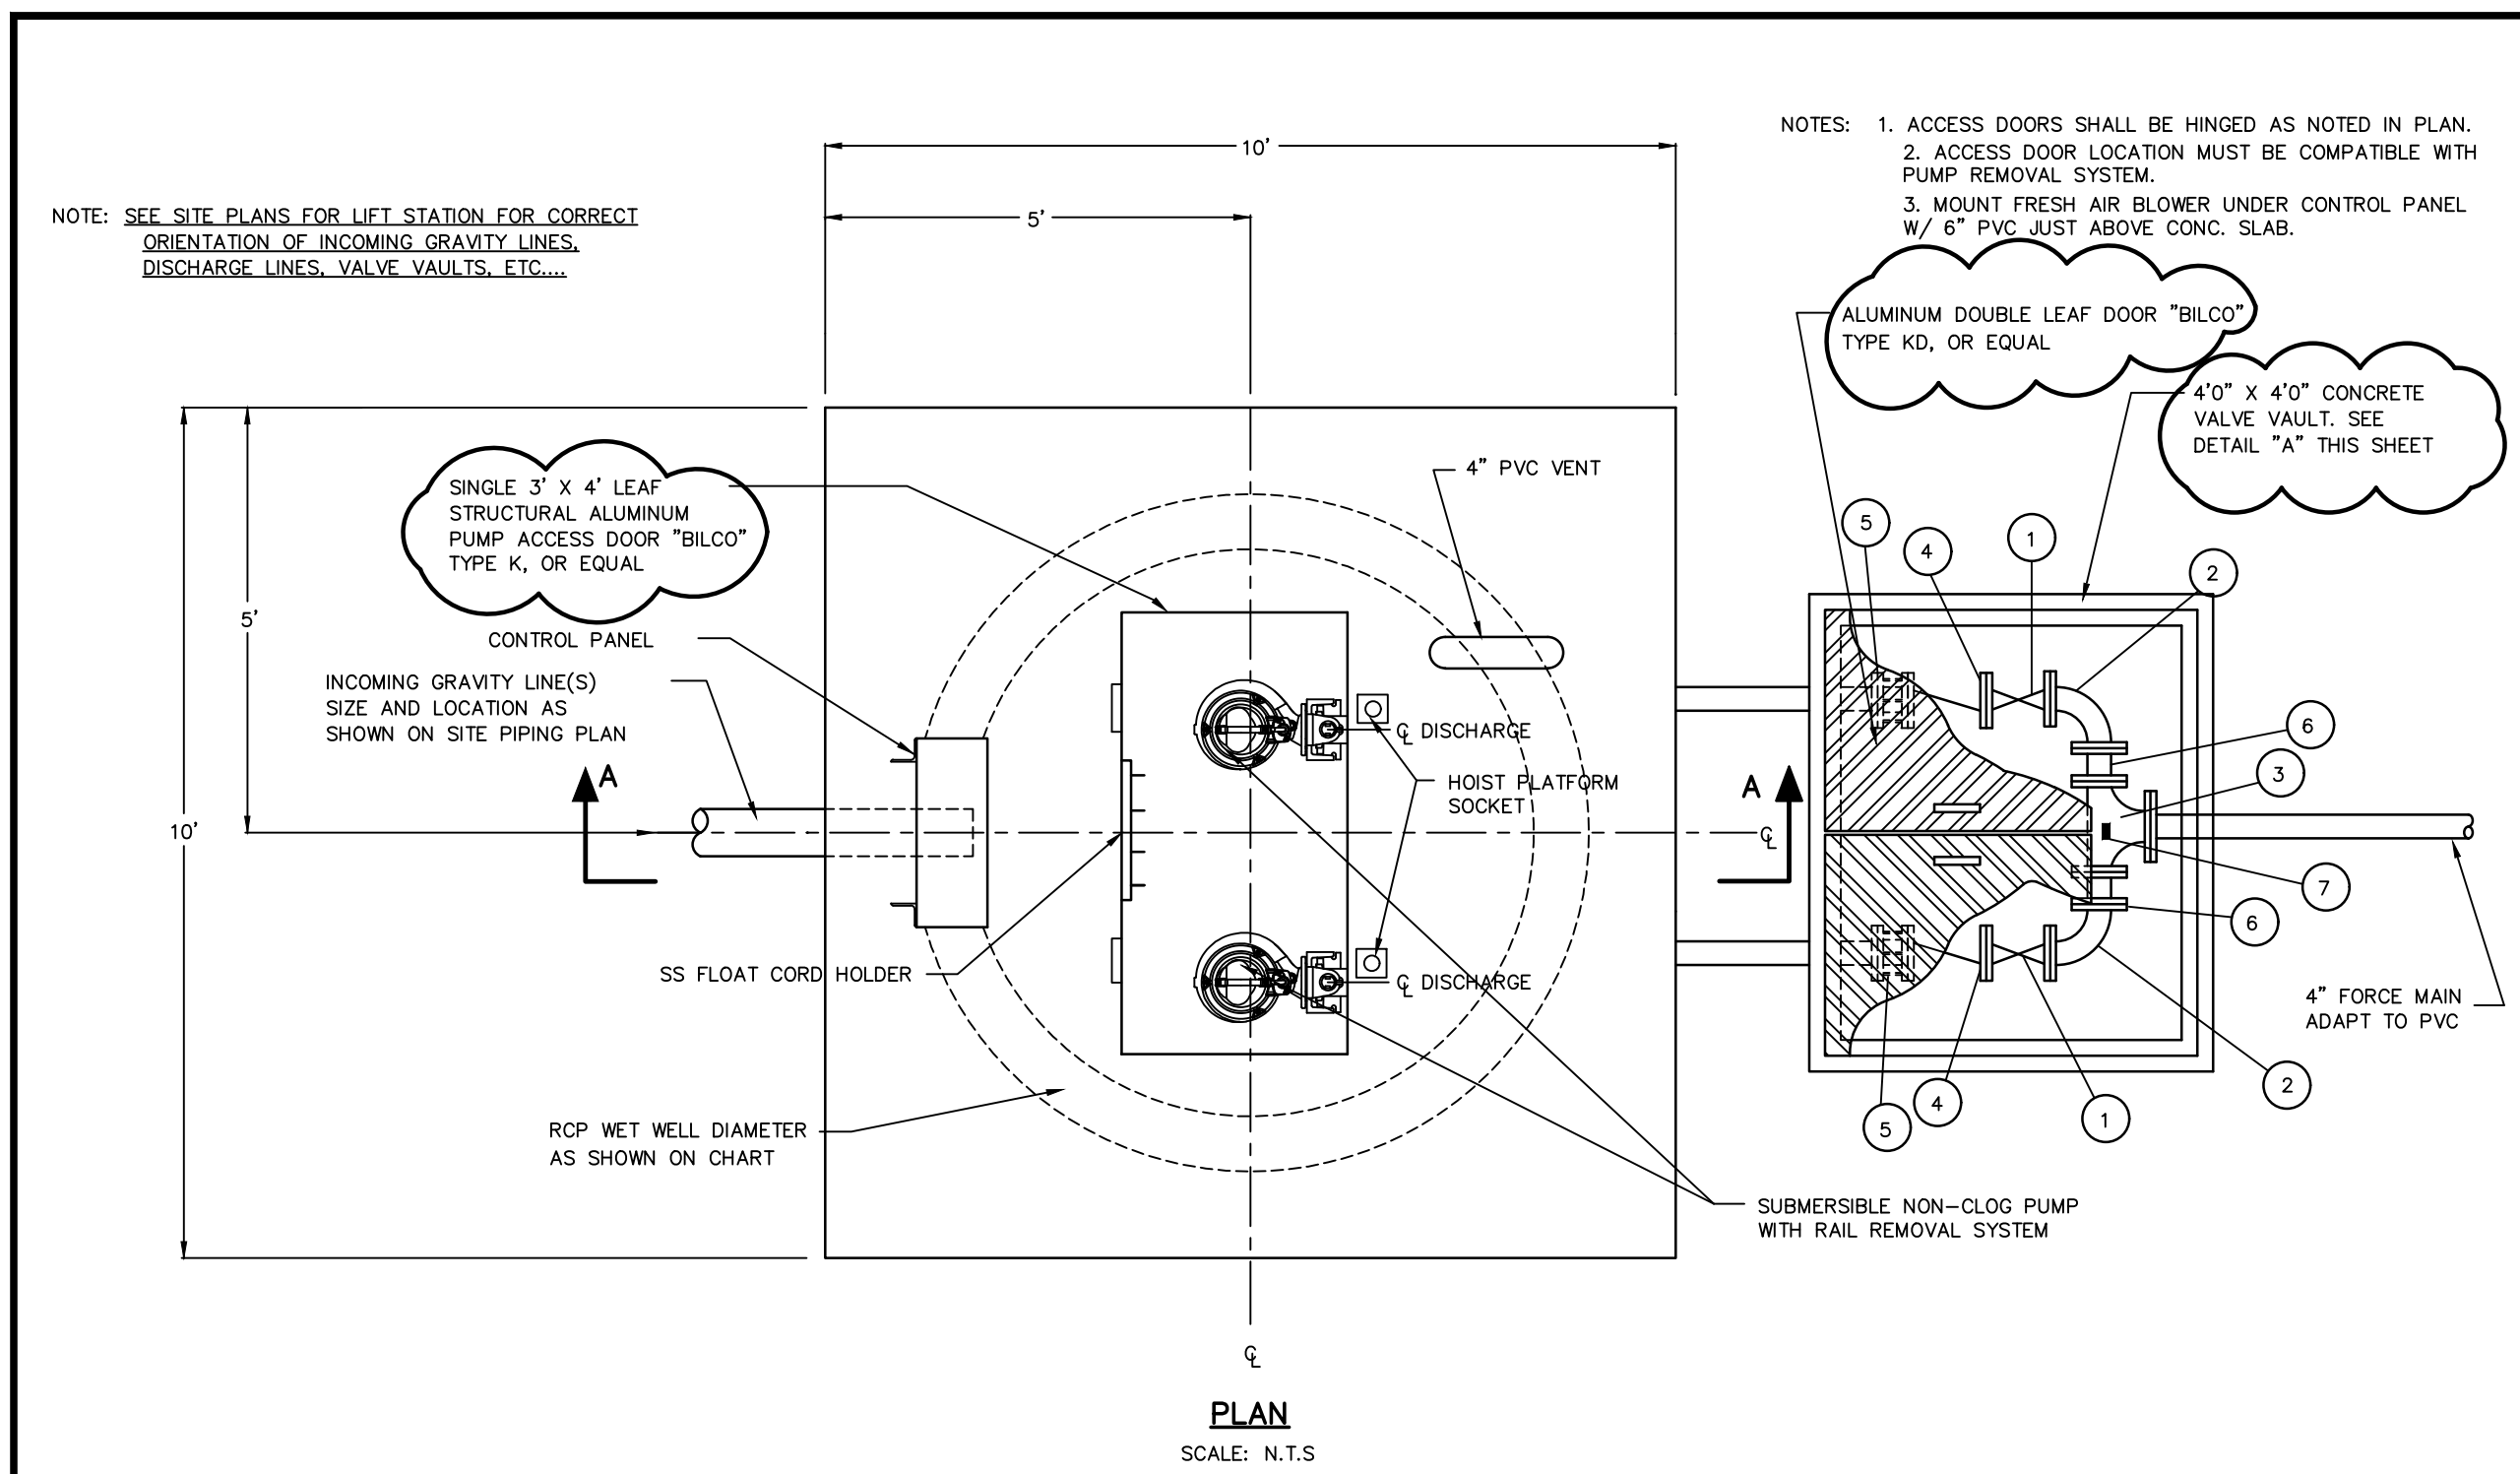 NOTES: 1. ACCESS DOORS SHALL BE HINGED AS NOTED IN PLAN.
2. ACCESS DOOR LOCATION MUST BE COMPATIBLE WITH
PUMP REMOVAL SYSTEM.
3. MOUNT FRESH AIR BLOWER UNDER CONTROL PANEL
W/ 6" PVC JUST ABOVE CONC. SLAB.
10'
5'
NOTE: SEE SITE PLANS FOR LIFT STATION FOR CORRECT
ORIENTATION OF INCOMING GRAVITY LINES,
DISCHARGE LINES, VALVE VAULTS, ETC....
ALUMINUM DOUBLE LEAF DOOR "BILCO"
TYPE KD, OR EQUAL
4'0" X 4'0" CONCRETE
VALVE VAULT. SEE
DETAIL "A" THIS SHEET
SINGLE 3' X 4' LEAF
STRUCTURAL ALUMINUM
PUMP ACCESS DOOR "BILCO"
TYPE K, OR EQUAL
4" PVC VENT
5
4
1
2
5'
CONTROL PANEL
INCOMING GRAVITY LINE(S)
SIZE AND LOCATION AS
SHOWN ON SITE PIPING PLAN
℄ DISCHARGE
6
HOIST PLATFORM
SOCKET
3
A
A
10'
℄
7
6
SS FLOAT CORD HOLDER
℄ DISCHARGE
4" FORCE MAIN
ADAPT TO PVC
2
4
1
5
RCP WET WELL DIAMETER
AS SHOWN ON CHART
SUBMERSIBLE NON-CLOG PUMP
WITH RAIL REMOVAL SYSTEM
℄
PLAN
SCALE: N.T.S